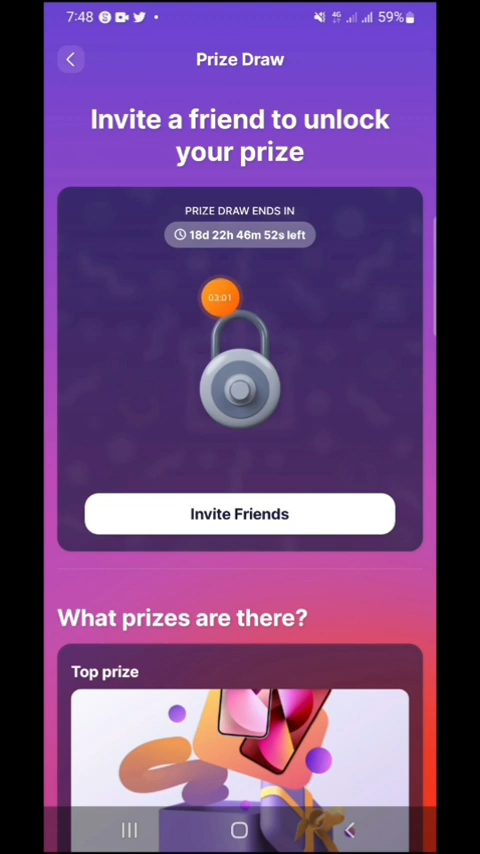 7:48
4G
59%
Prize Draw
Invite a friend to unlock
your prize
PRIZE DRAW ENDS IN
18d 22h 46m 52s left
03:01
Invite Friends
What prizes are there?
Top prize